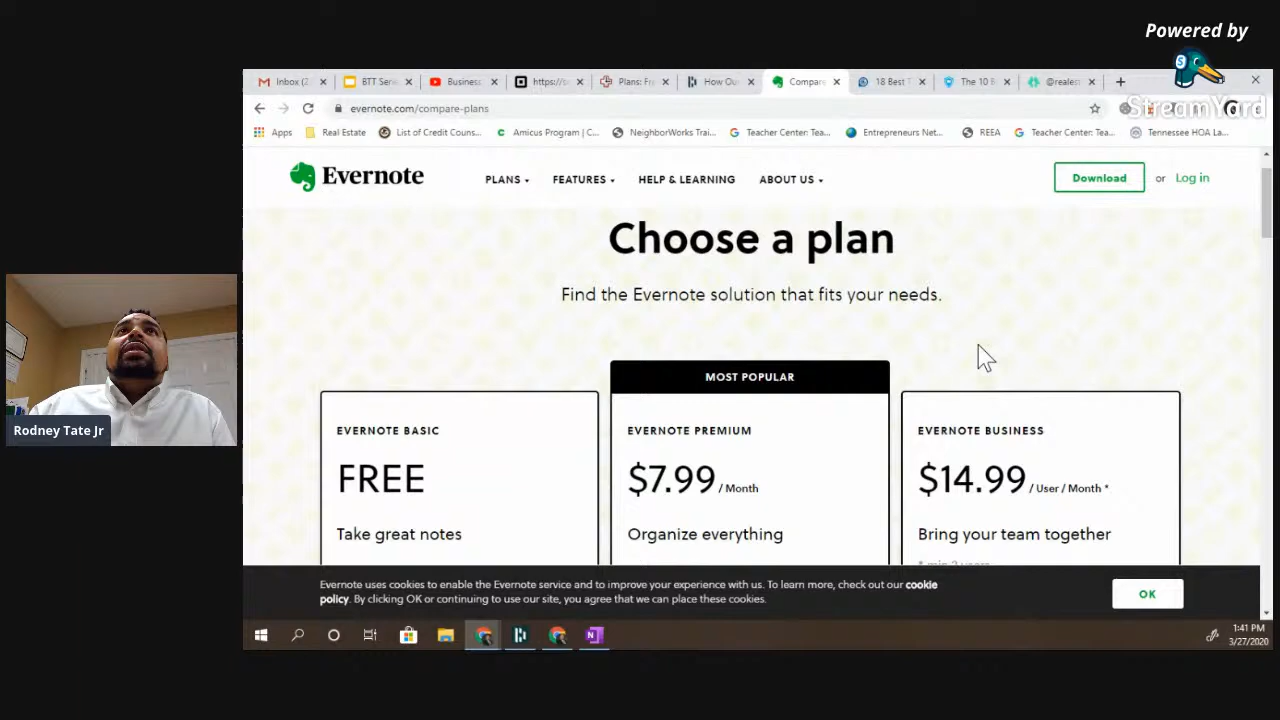 Powered by
StreamYard
Inbox (2
BTT Serie
Business
https://s
Plans: Fr
How Ou
Compare
18 Best T
The 10 B
@reales
evernote.com/compare-plans
Apps
Real Estate
List of Credit Couns...
Amicus Program | C...
NeighborWorks Trai...
Teacher Center: Tea...
Entrepreneurs Net...
REEA
Teacher Center: Tea...
Tennessee HOA La...
Evernote
PLANS
FEATURES
HELP & LEARNING
ABOUT US
Download
or
Log in
Choose a plan
Find the Evernote solution that fits your needs.
MOST POPULAR
EVERNOTE BASIC
FREE
Take great notes
EVERNOTE PREMIUM
$7.99 / Month
Organize everything
EVERNOTE BUSINESS
$14.99 / User / Month *
Bring your team together
Evernote uses cookies to enable the Evernote service and to improve your experience with us. To learn more, check out our cookie
policy. By clicking OK or continuing to use our site, you agree that we can place these cookies.
OK
Rodney Tate Jr
1:41 PM
3/27/2020